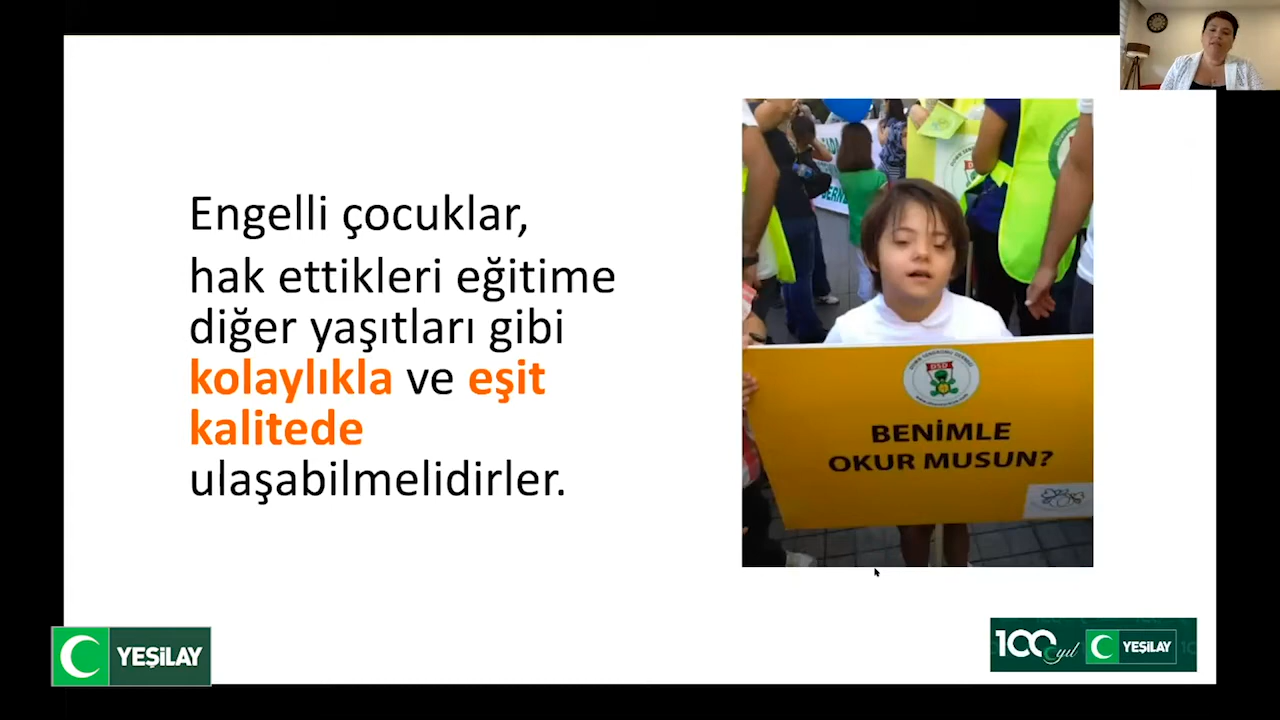 Engelli çocuklar,
hak ettikleri eğitime
diğer yaşıtları gibi
kolaylıkla ve eşit
kalitede
ulaşabilmelidirler.
DSD
BENİMLE
OKUR MUSUN?
YEŞİLAY
100 yıl YEŞİLAY